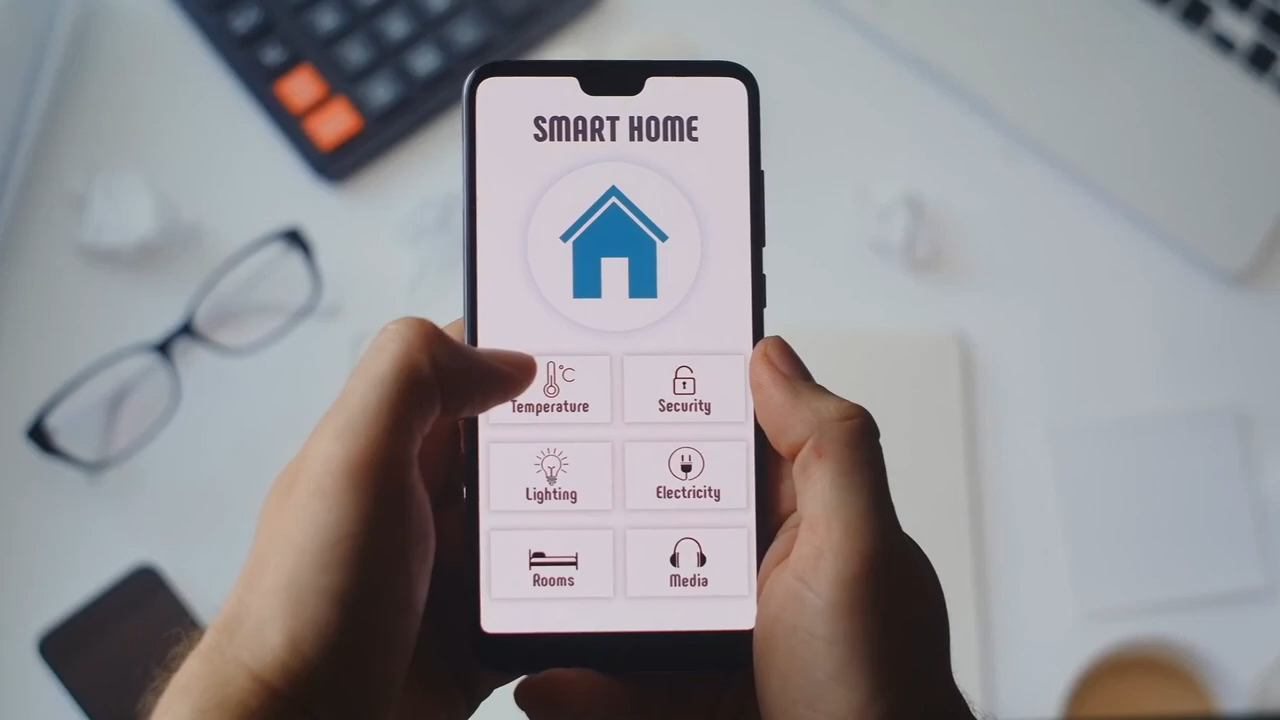 SMART HOME
°C
Temperature
Security
Lighting
Electricity
Rooms
Media